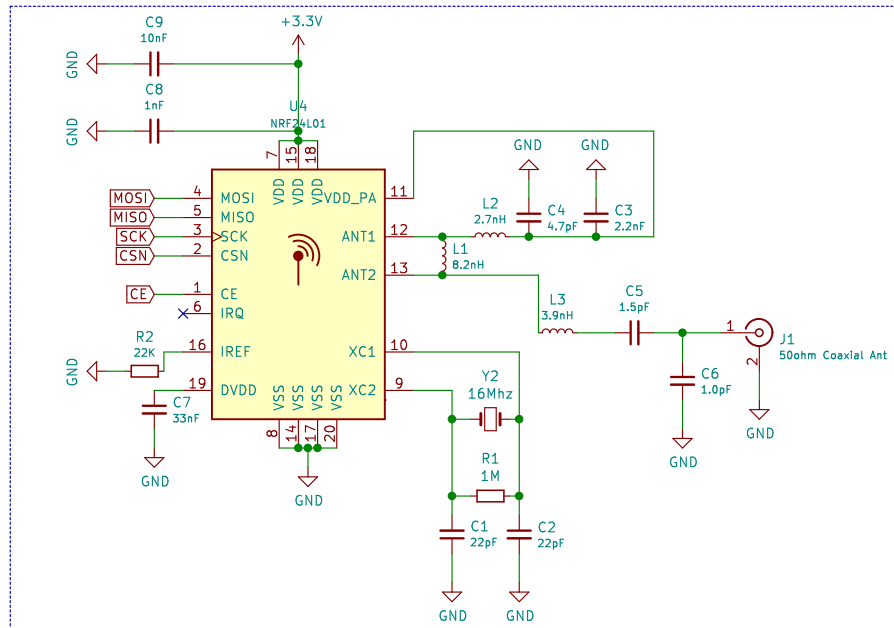 C9
10nF
GND
+3.3V
C8
1nF
GND
U4
NRF24L01
7
15
18
VDD
VDD
VDD
VDD_PA
11
GND
GND
MOSI
4
MOSI
MISO
5
MISO
SCK
3
SCK
CSN
2
CSN
CE
1
CE
6
IRQ
ANT1
12
ANT2
13
L1
8.2nH
L2
2.7nH
C4
4.7pF
C3
2.2nF
L3
3.9nH
C5
1.5pF
C6
1.0pF
GND
1
2
J1
50ohm Coaxial Ant
GND
R2
22K
GND
16
IREF
19
DVDD
C7
33nF
GND
XC1
10
XC2
9
VSS
VSS
VSS
VSS
8
14
17
20
GND
Y2
16Mhz
R1
1M
C1
22pF
C2
22pF
GND
GND